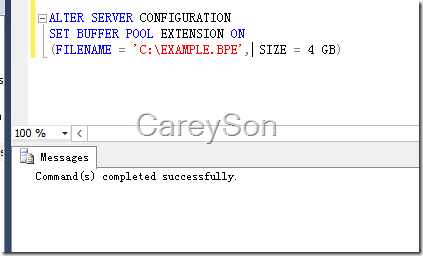 ALTER SERVER CONFIGURATION
SET BUFFER POOL EXTENSION ON
(FILENAME = 'C:\EXAMPLE.BPE', SIZE = 4 GB)
CareySon
100 %
Messages
Command(s) completed successfully.